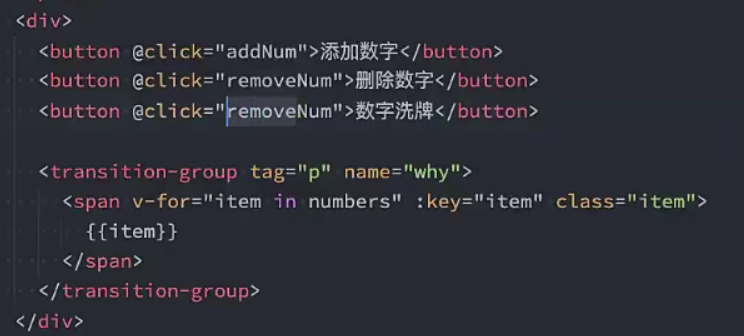 <div>
<button @click="addNum">添加数字</button>
<button @click="removeNum">删除数字</button>
<button @click="removeNum">数字洗牌</button>
<transition-group tag="p" name="why">
<span v-for="item in numbers" :key="item" class="item">
{{item}}
</span>
</transition-group>
</div>